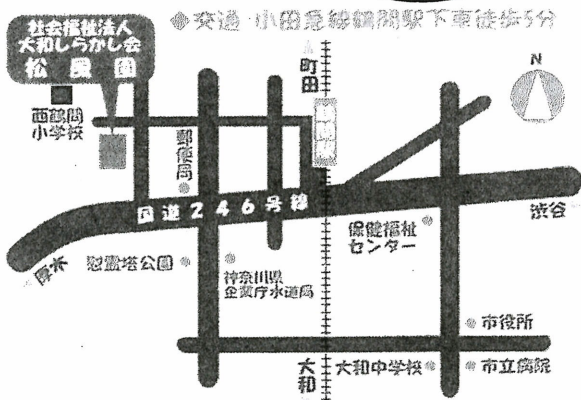 ◆交通 小田急線鶴間駅下車徒歩5分
社会福祉法人
大和しらかし会
松風園
町田
N
西鶴間
小学校
郵便局
鶴間駅
国道246号線
渋谷
保健福祉
センター
厚木
慰霊塔公園
神奈川県
企業庁水道局
市役所
大和
大和中学校
市立病院